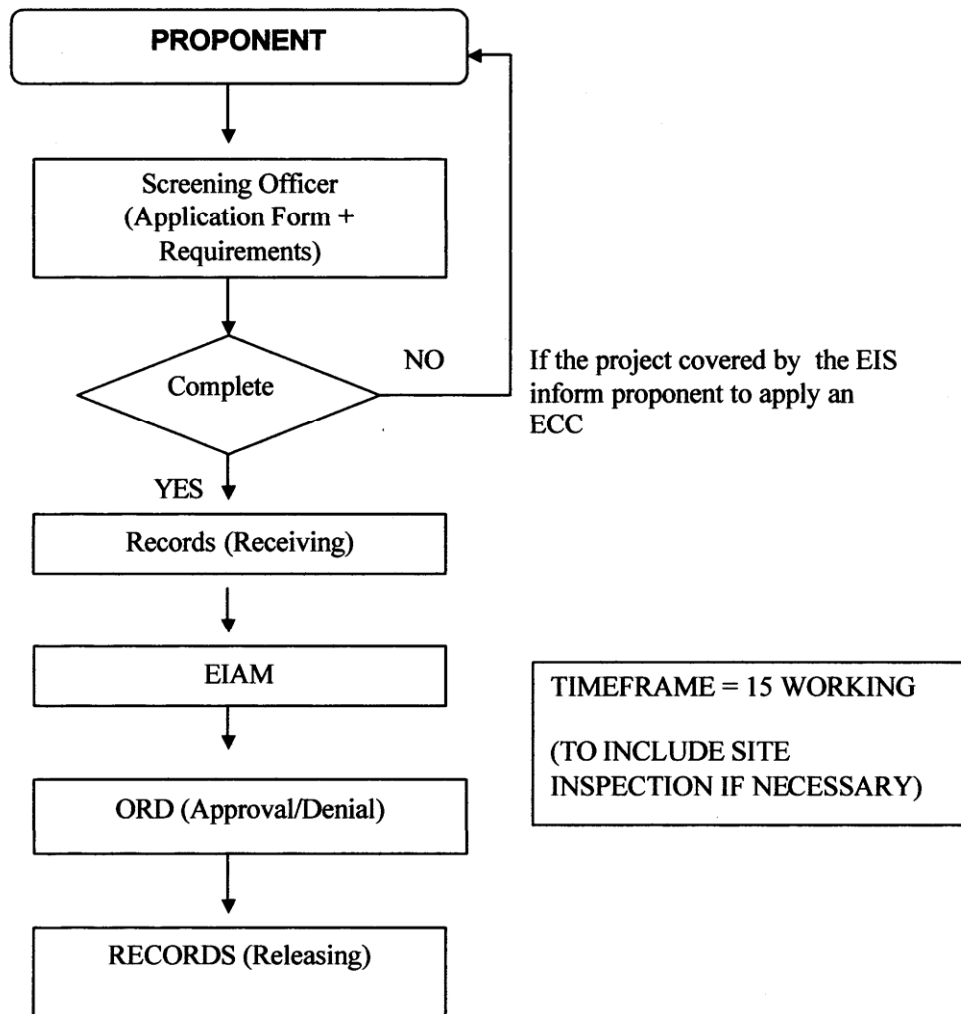 PROPONENT
Screening Officer
(Application Form +
Requirements)
Complete
NO
If the project covered by the EIS
inform proponent to apply an
ECC
YES
Records (Receiving)
EIAM
TIMEFRAME = 15 WORKING
(TO INCLUDE SITE
INSPECTION IF NECESSARY)
ORD (Approval/Denial)
RECORDS (Releasing)